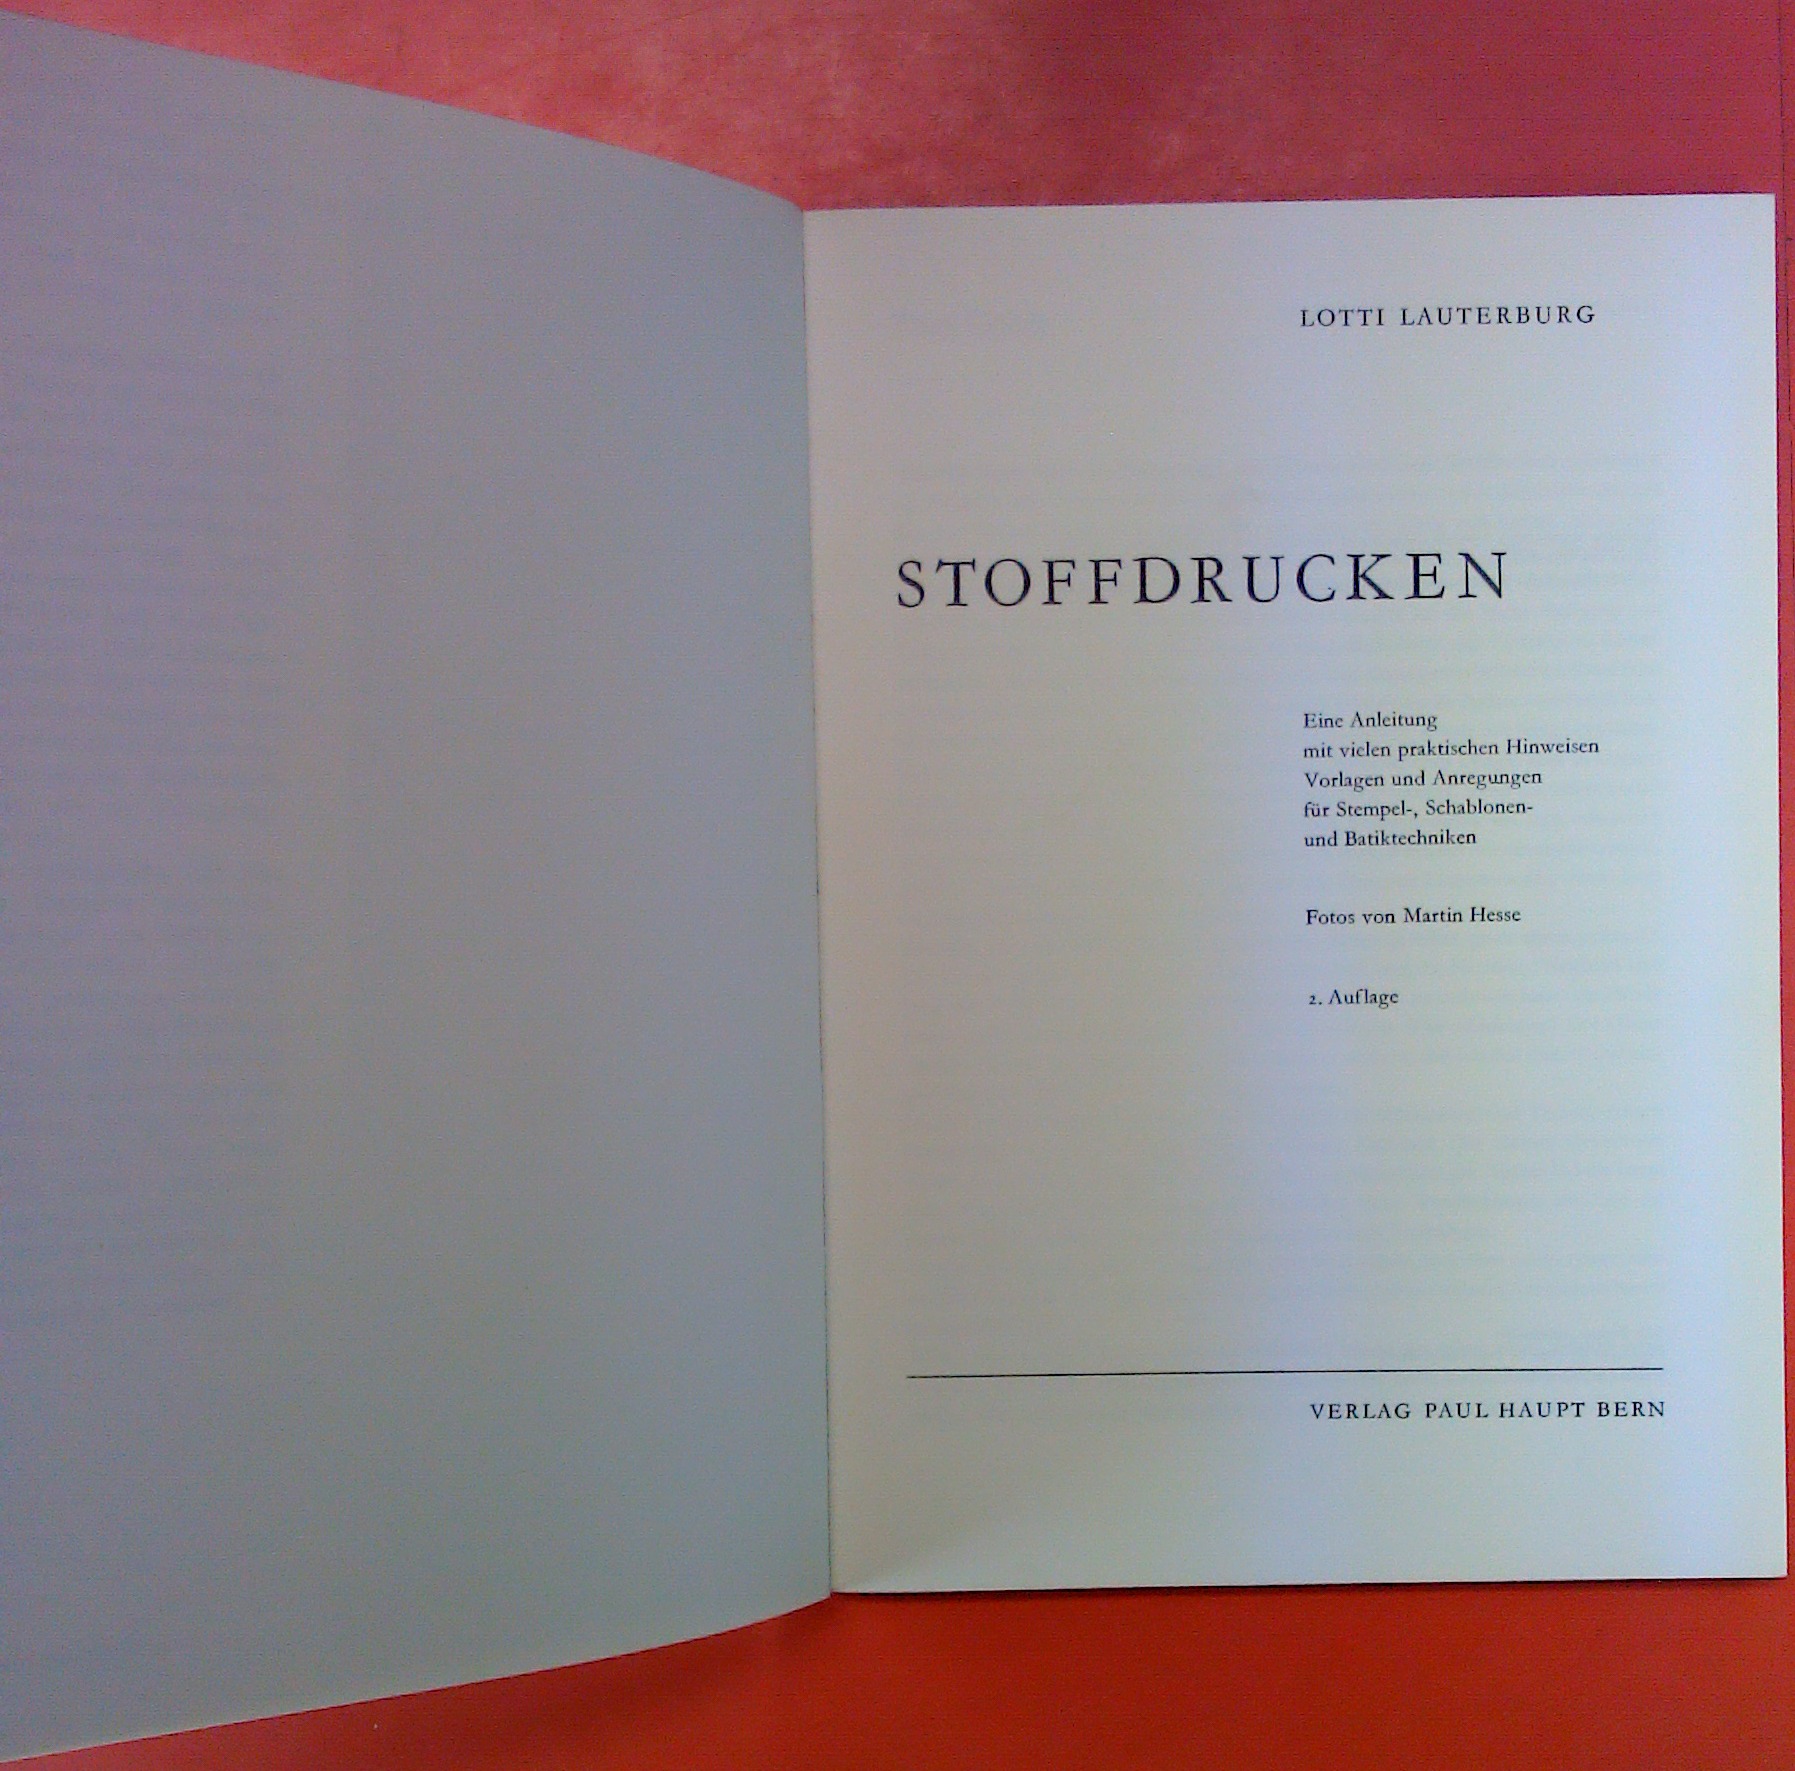 LOTTI LAUTERBURG
STOFFDRUCKEN
Eine Anleitung
mit vielen praktischen Hinweisen
Vorlagen und Anregungen
für Stempel-, Schablonen-
und Batiktechniken
Fotos von Martin Hesse
2. Auflage
VERLAG PAUL HAUPT BERN